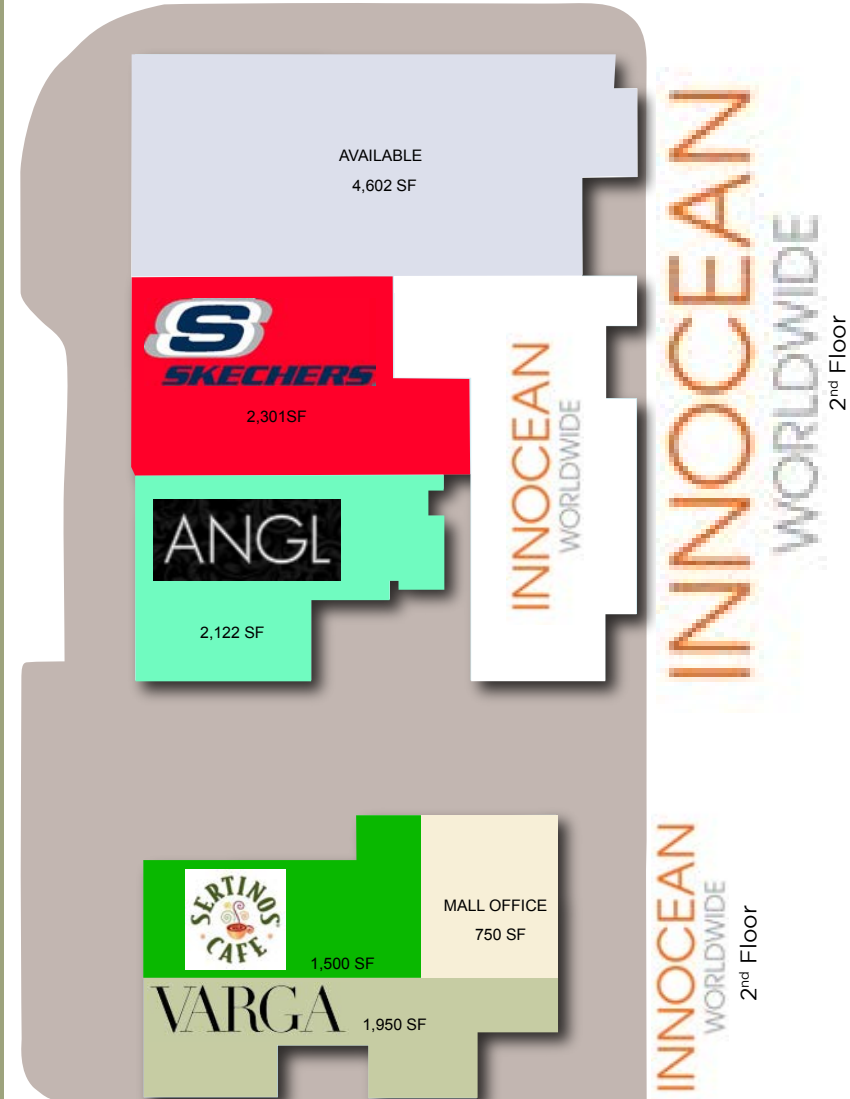 AVAILABLE
4,602 SF
S
SKECHERS
2,301SF
INNOCEAN
WORLDWIDE
INNOCEAN
WORLDWIDE
2nd Floor
ANGL
2,122 SF
SERTINOS
CAFE
1,500 SF
MALL OFFICE
750 SF
VARGA
1,950 SF
INNOCEAN
WORLDWIDE
2nd Floor